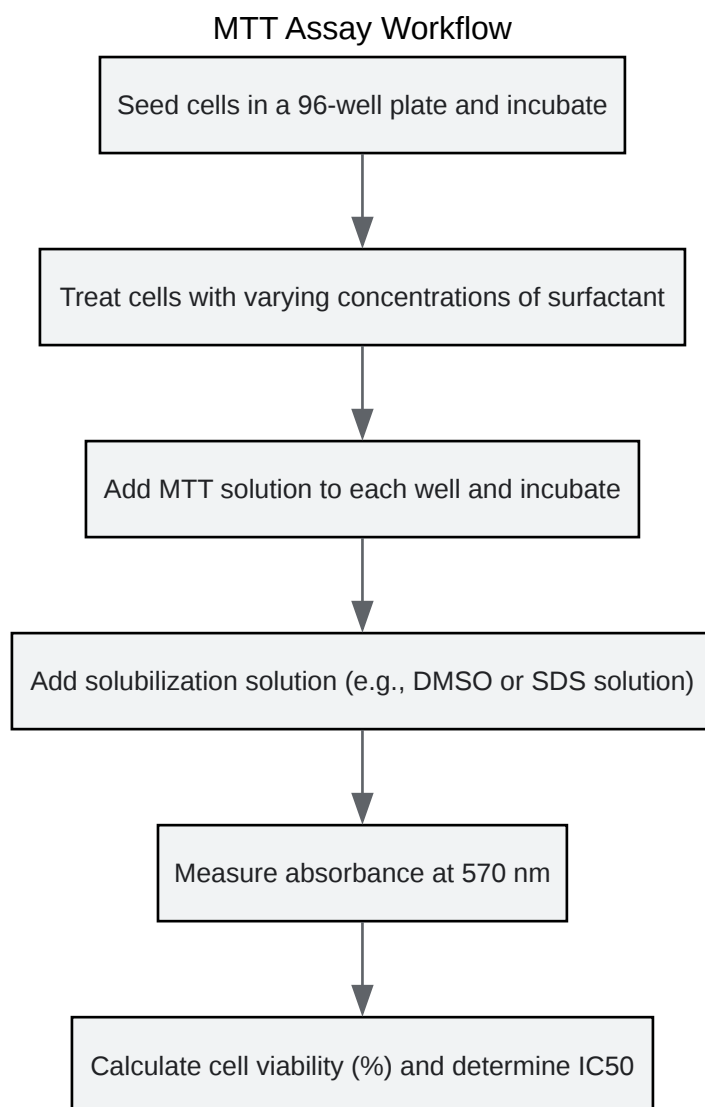 MTT Assay Workflow
Seed cells in a 96-well plate and incubate
Treat cells with varying concentrations of surfactant
Add MTT solution to each well and incubate
Add solubilization solution (e.g., DMSO or SDS solution)
Measure absorbance at 570 nm
Calculate cell viability (%) and determine IC50